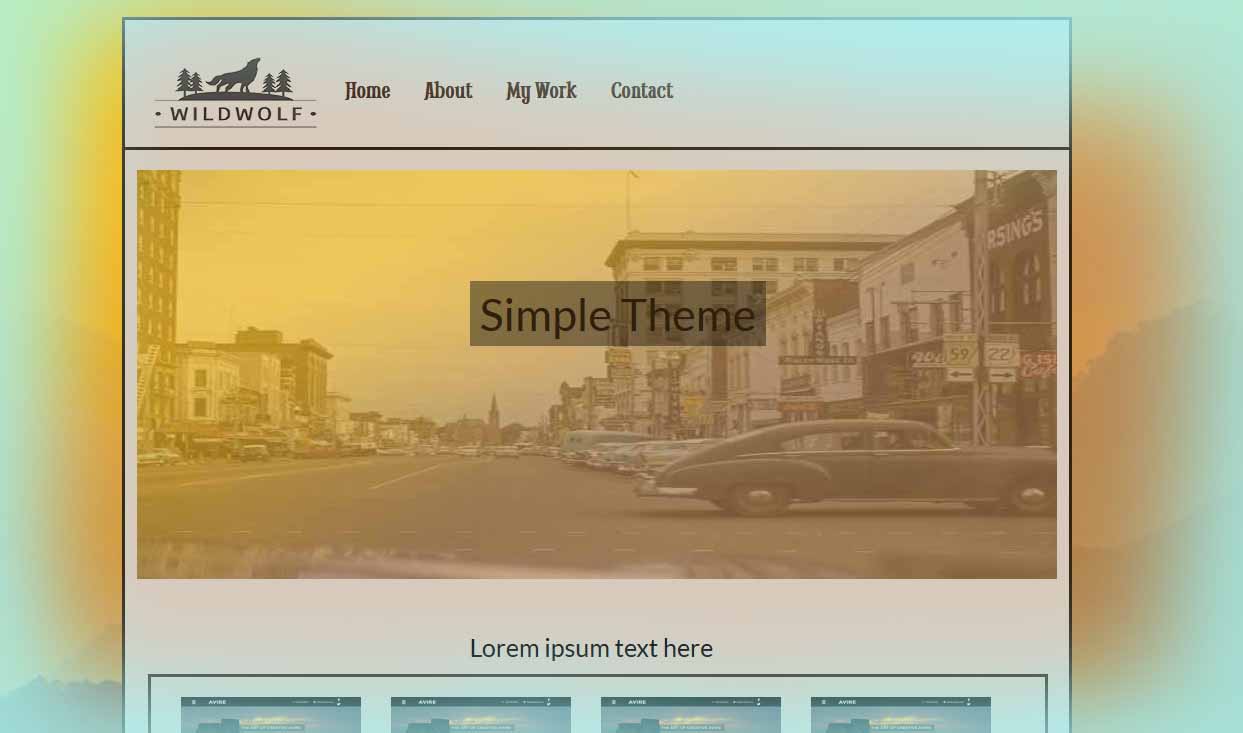 WILDWOLF
Home About My Work Contact
RSING'S
Simple Theme
59 22
Lorem ipsum text here
AVIRE AVIRE AVIRE AVIRE